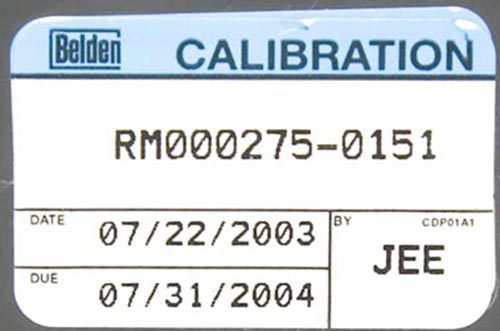 Belden CALIBRATION
RM000275-0151
DATE 07/22/2003
DUE 07/31/2004
BY CDP01A1
JEE